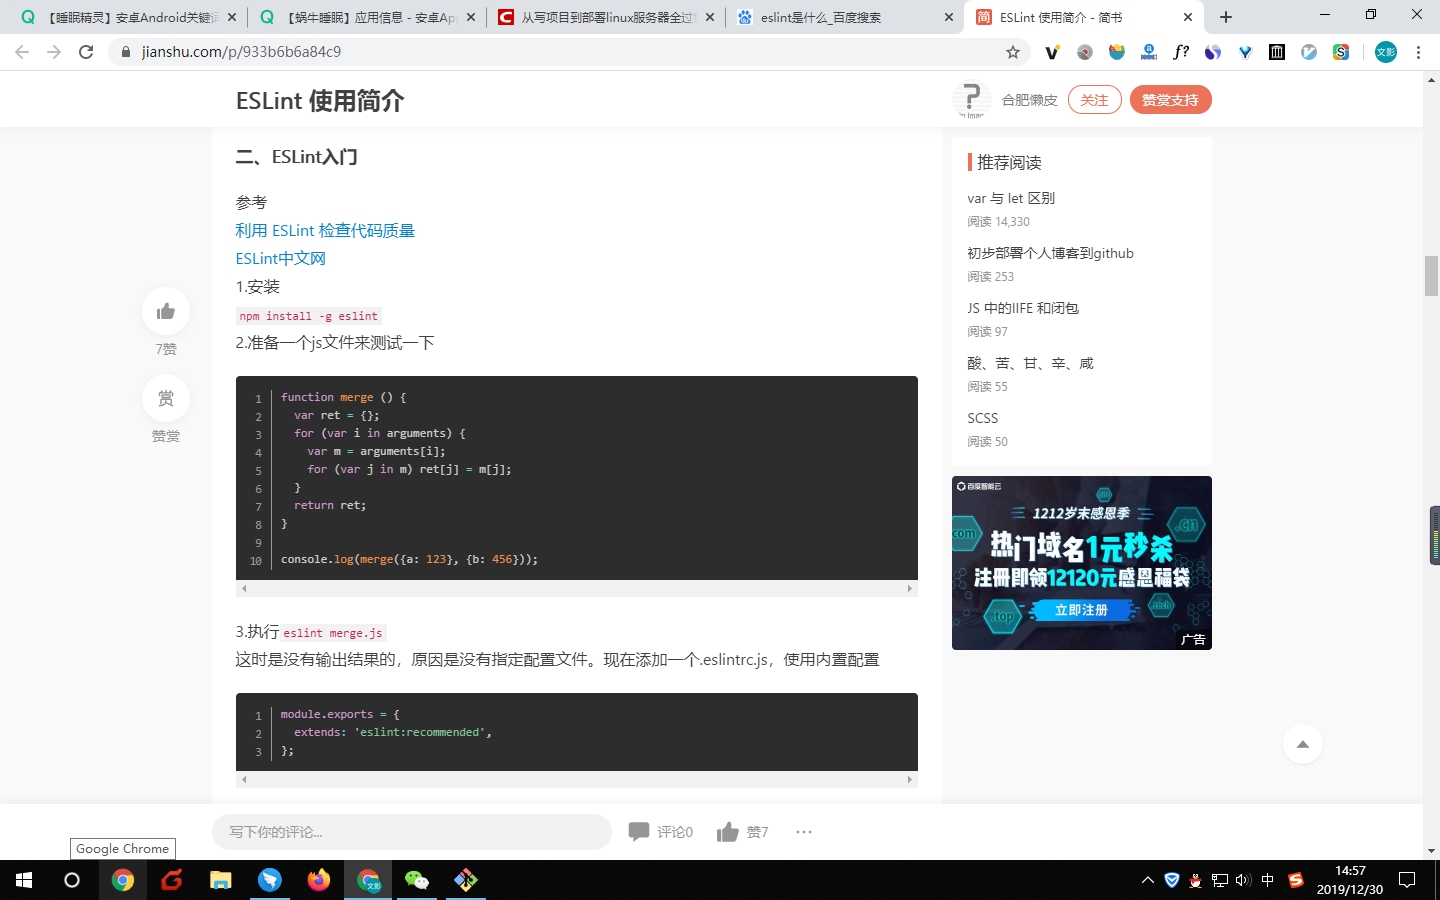 【睡眠精灵】安卓Android关键词
【蜗牛睡眠】应用信息 - 安卓Ap
从写项目到部署linux服务器全过
eslint是什么_百度搜索
ESLint 使用简介 - 简书
jianshu.com/p/933b6b6a84c9
文影
ESLint 使用简介
合肥懒皮
关注
赞赏支持
二、ESLint入门
参考
利用 ESLint 检查代码质量
ESLint中文网
1.安装
npm install -g eslint
2.准备一个js文件来测试一下
7赞
赏
赞赏
1 function merge () {
2 var ret = {};
3 for (var i in arguments) {
4 var m = arguments[i];
5 for (var j in m) ret[j] = m[j];
6 }
7 return ret;
8 }
9
10 console.log(merge({a: 123}, {b: 456}));
3.执行 eslint merge.js
这时是没有输出结果的，原因是没有指定配置文件。现在添加一个.eslintrc.js，使用内置配置
1 module.exports = {
2 extends: 'eslint:recommended',
3 };
推荐阅读
var 与 let 区别
阅读 14,330
初步部署个人博客到github
阅读 253
JS 中的IIFE 和闭包
阅读 97
酸、苦、甘、辛、咸
阅读 55
SCSS
阅读 50
百度智能云
1212岁末感恩季
.com
.cn
热门域名1元秒杀
注册即领12120元感恩福袋
立即注册
.top
.tech
广告
写下你的评论...
评论0
赞7
Google Chrome
文影
中
14:57
2019/12/30